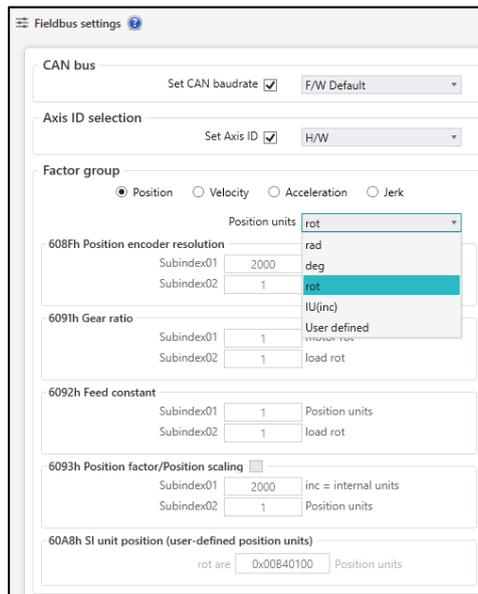 Fieldbus settings ?
CAN bus
Set CAN baudrate F/W Default
Axis ID selection
Set Axis ID H/W
Factor group
Position Velocity Acceleration Jerk
Position units rot
rad
deg
rot
IU(inc)
User defined
608Fh Position encoder resolution
Subindex01 2000
Subindex02 1
6091h Gear ratio
Subindex01 1 motor rot
Subindex02 1 load rot
6092h Feed constant
Subindex01 1 Position units
Subindex02 1 load rot
6093h Position factor/Position scaling
Subindex01 2000 inc = internal units
Subindex02 1 Position units
60A8h SI unit position (user-defined position units)
rot are 0x00B40100 Position units